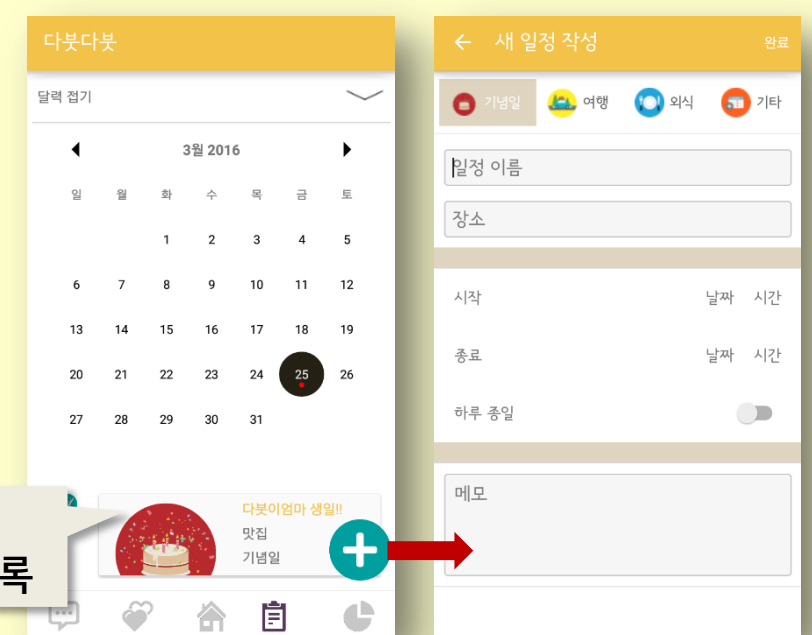 다봇다봇
달력 접기
3월 2016
일 월 화 수 목 금 토
1 2 3 4 5
6 7 8 9 10 11 12
13 14 15 16 17 18 19
20 21 22 23 24 25 26
27 28 29 30 31
다봇이엄마 생일!!
맛집
기념일
록
새 일정 작성 완료
기념일 여행 외식 기타
일정 이름
장소
시작 날짜 시간
종료 날짜 시간
하루 종일
메모